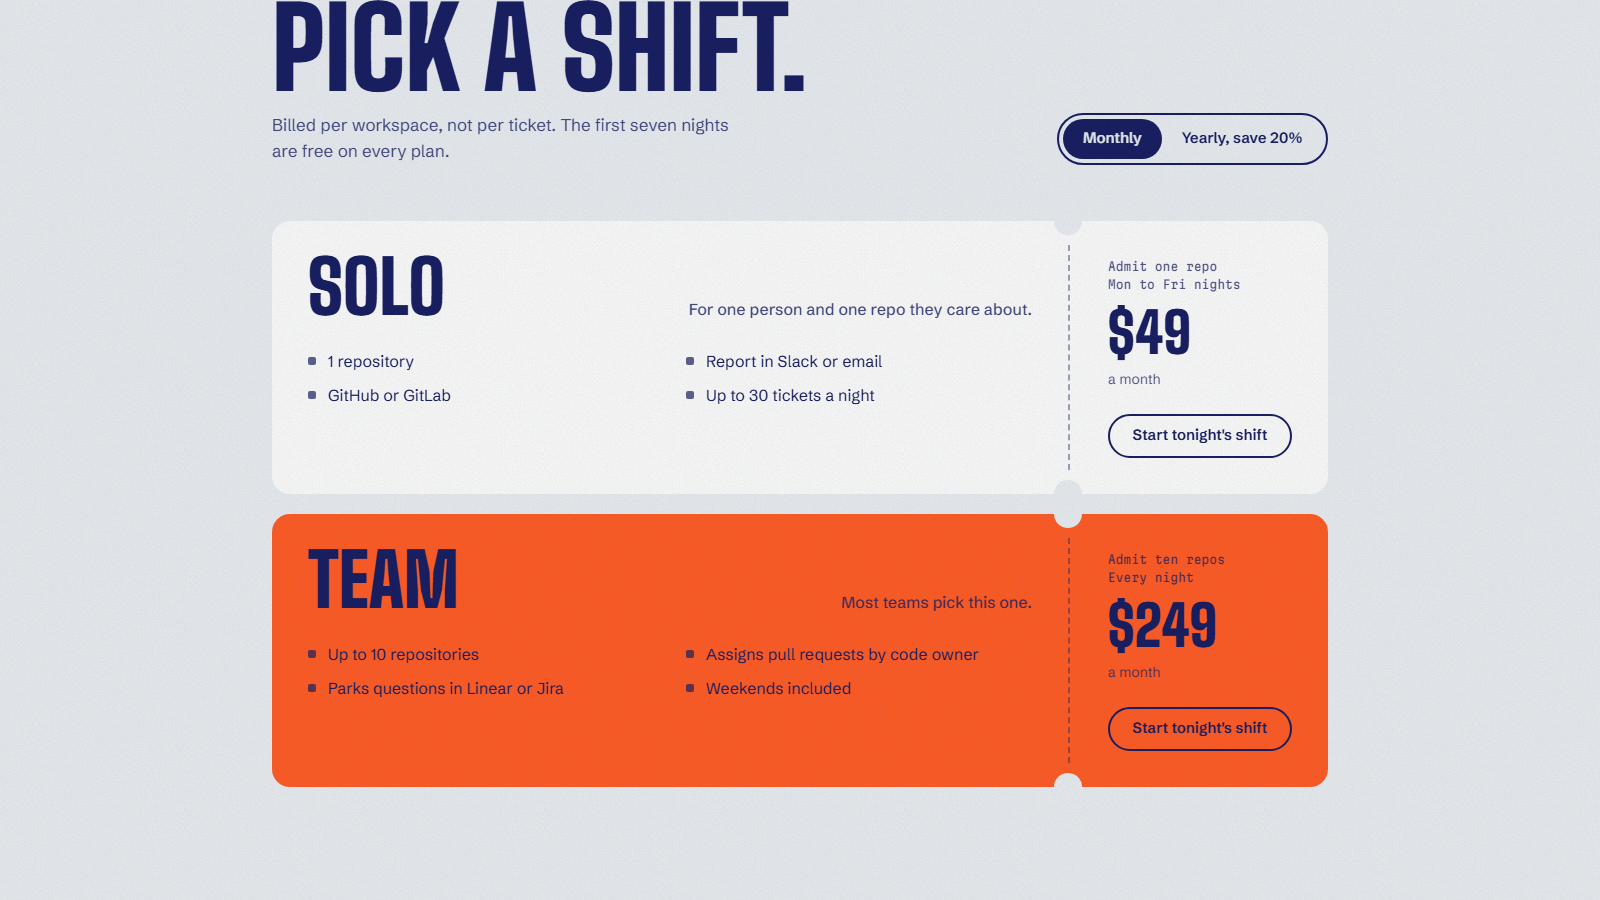 PICK A SHIFT.
Billed per workspace, not per ticket. The first seven nights
are free on every plan.
Monthly
Yearly, save 20%
SOLO
For one person and one repo they care about.
1 repository
Report in Slack or email
GitHub or GitLab
Up to 30 tickets a night
Admit one repo
Mon to Fri nights
$49
a month
Start tonight's shift
TEAM
Most teams pick this one.
Up to 10 repositories
Assigns pull requests by code owner
Parks questions in Linear or Jira
Weekends included
Admit ten repos
Every night
$249
a month
Start tonight's shift